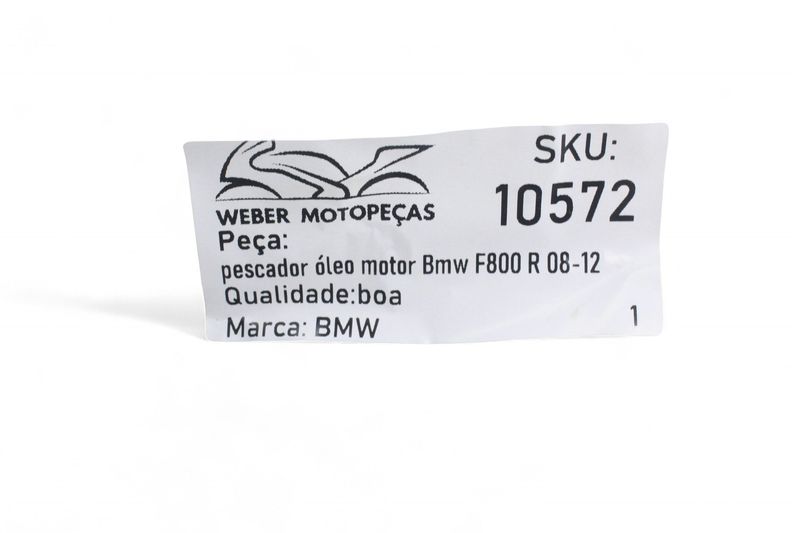 WEBER MOTOPEÇAS
SKU:
10572
Peça:
pescador óleo motor Bmw F800 R 08-12
Qualidade:boa
Marca: BMW
1